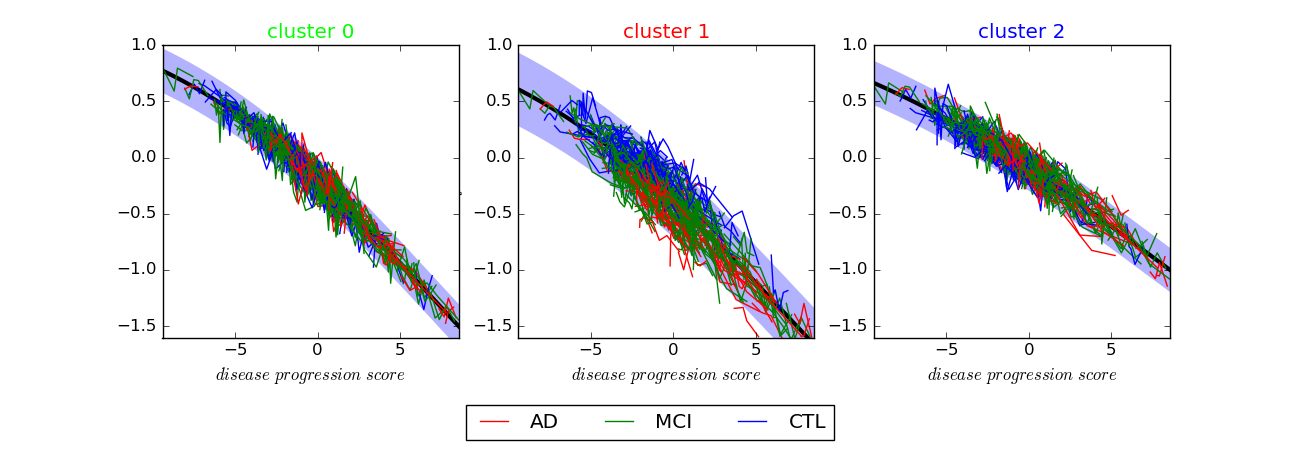 cluster 0 cluster 1 cluster 2
1.0 1.0 1.0
0.5 0.5 0.5
0.0 0.0 0.0
−0.5 −0.5 −0.5
−1.0 −1.0 −1.0
−1.5 −1.5 −1.5
−5 0 5 −5 0 5 −5 0 5
disease progression score disease progression score disease progression score
AD MCI CTL